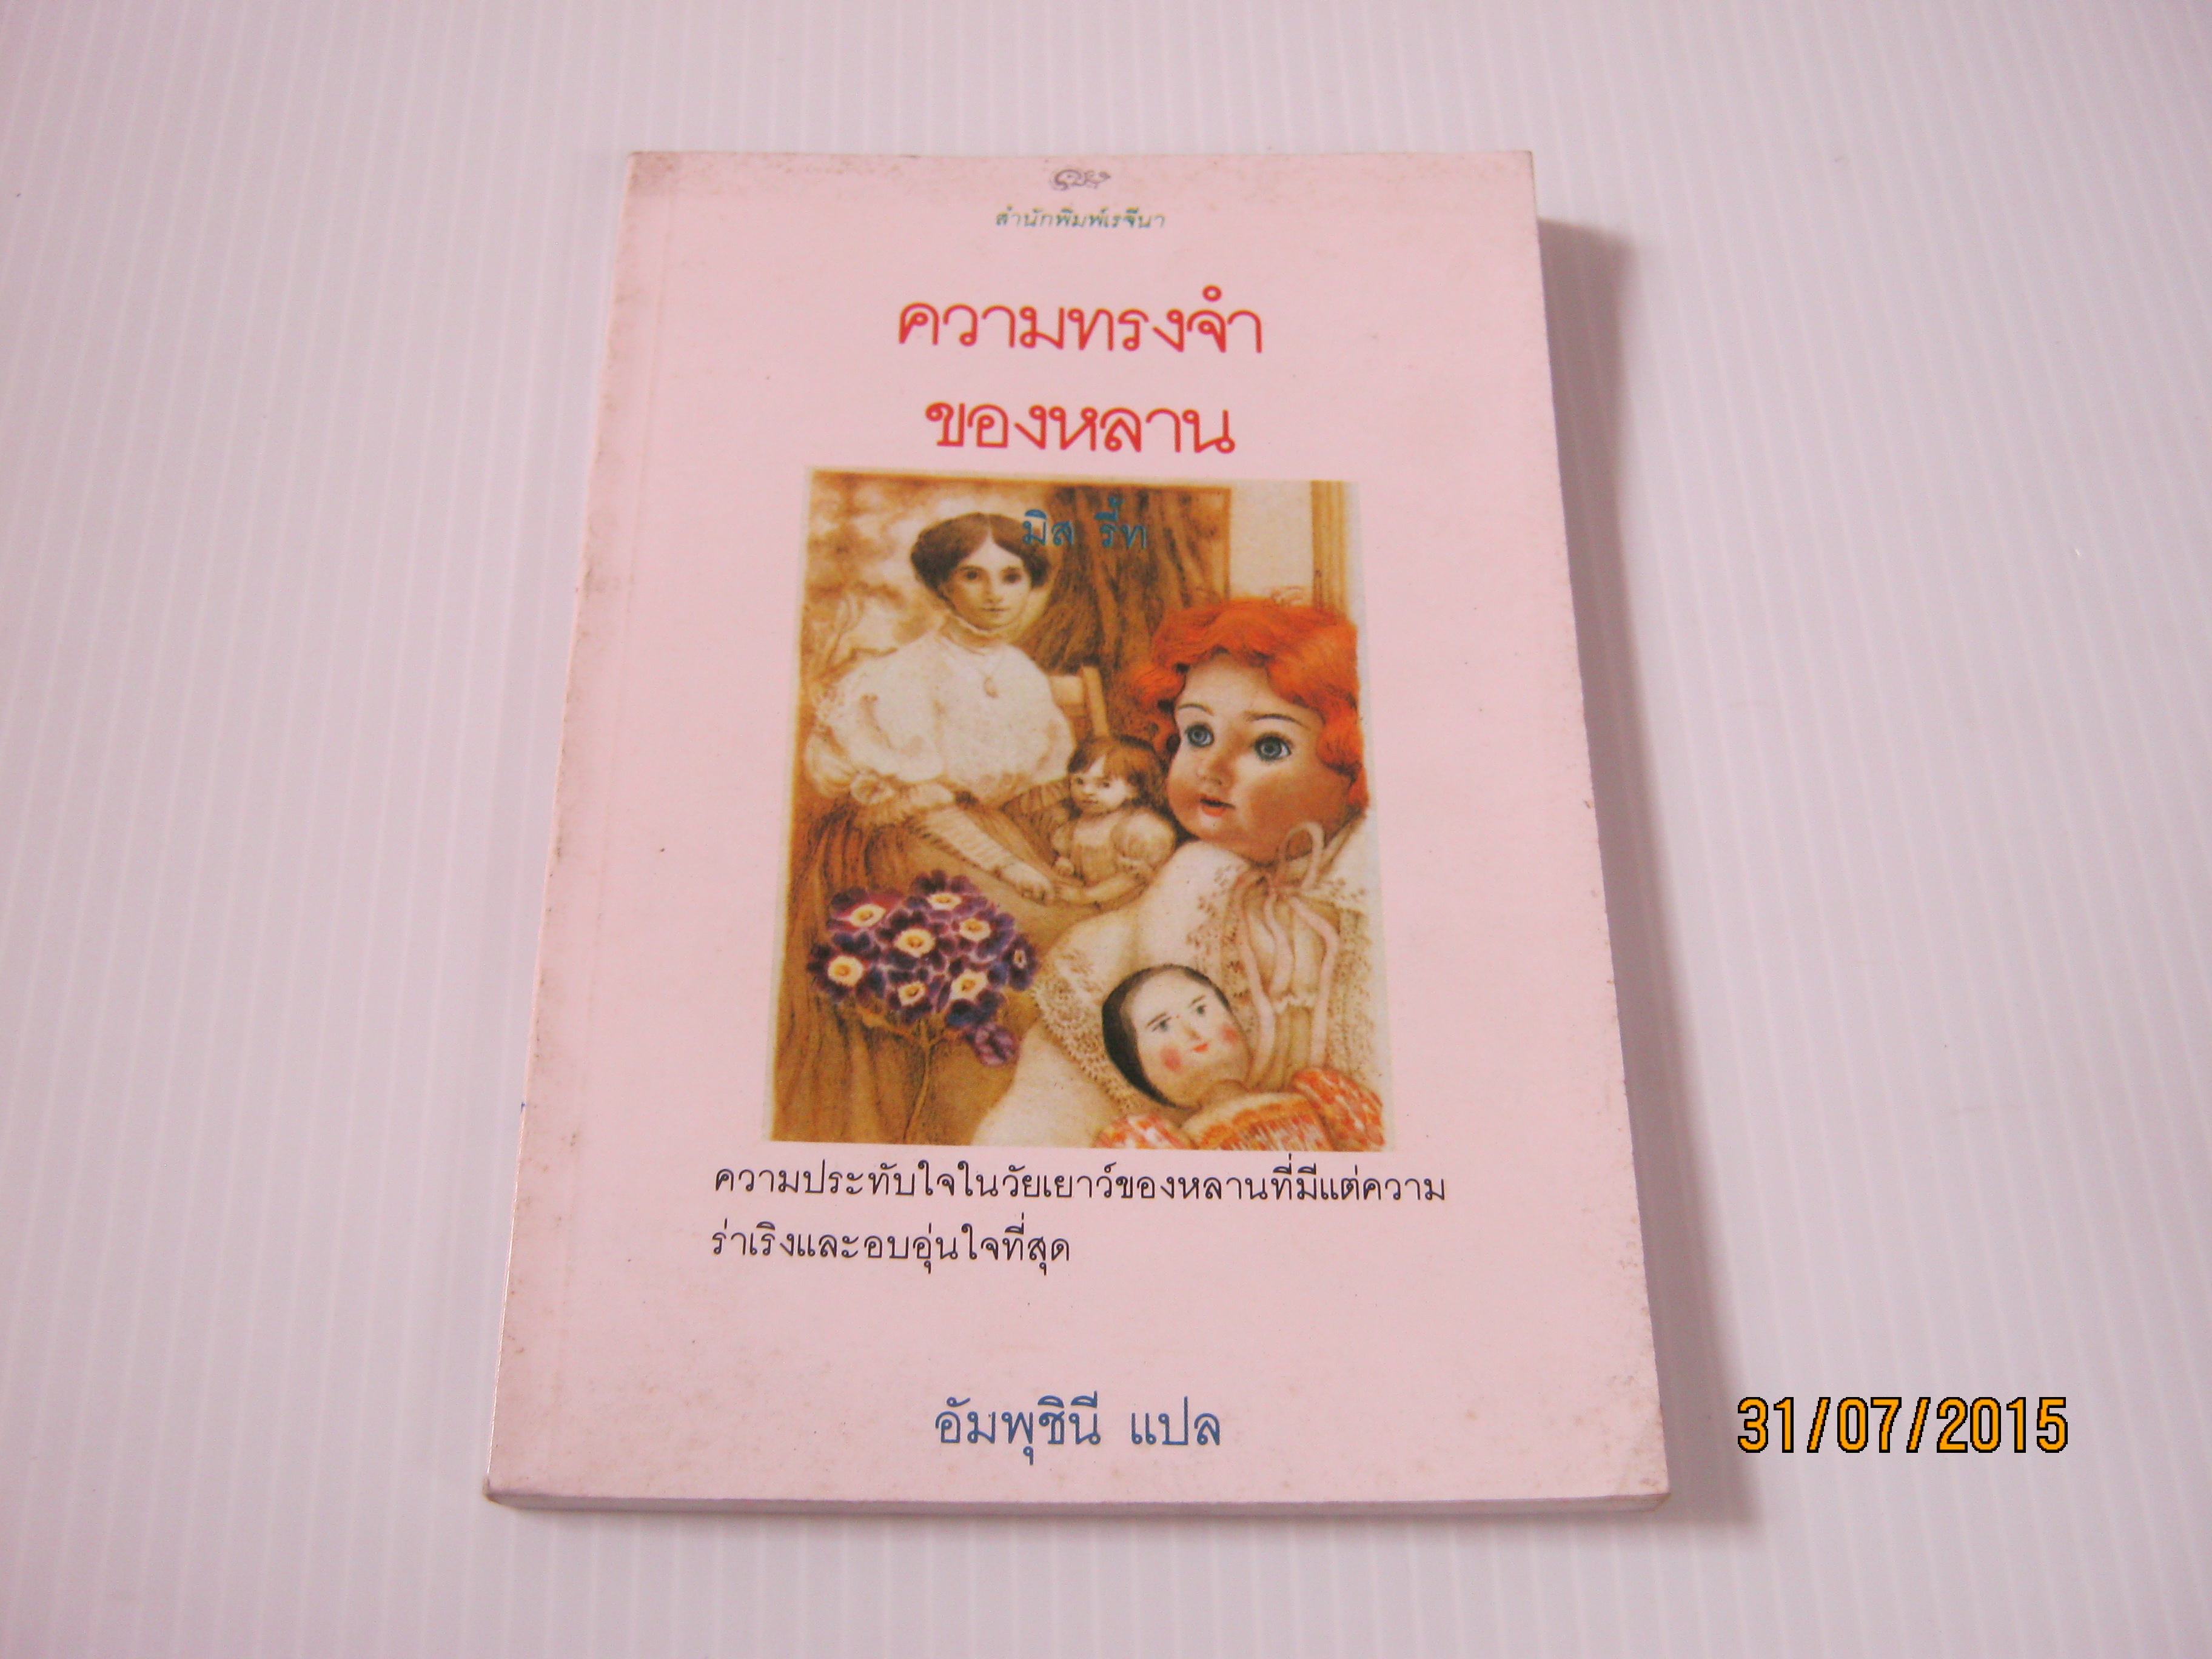 สำนักพิมพ์เรจีนา
ความทรงจำ
ของหลาน
มิส รี้ท
ความประทับใจในวัยเยาว์ของหลานที่มีแต่ความ
ร่าเริงและอบอุ่นใจที่สุด
อัมพุชินี แปล
31/07/2015